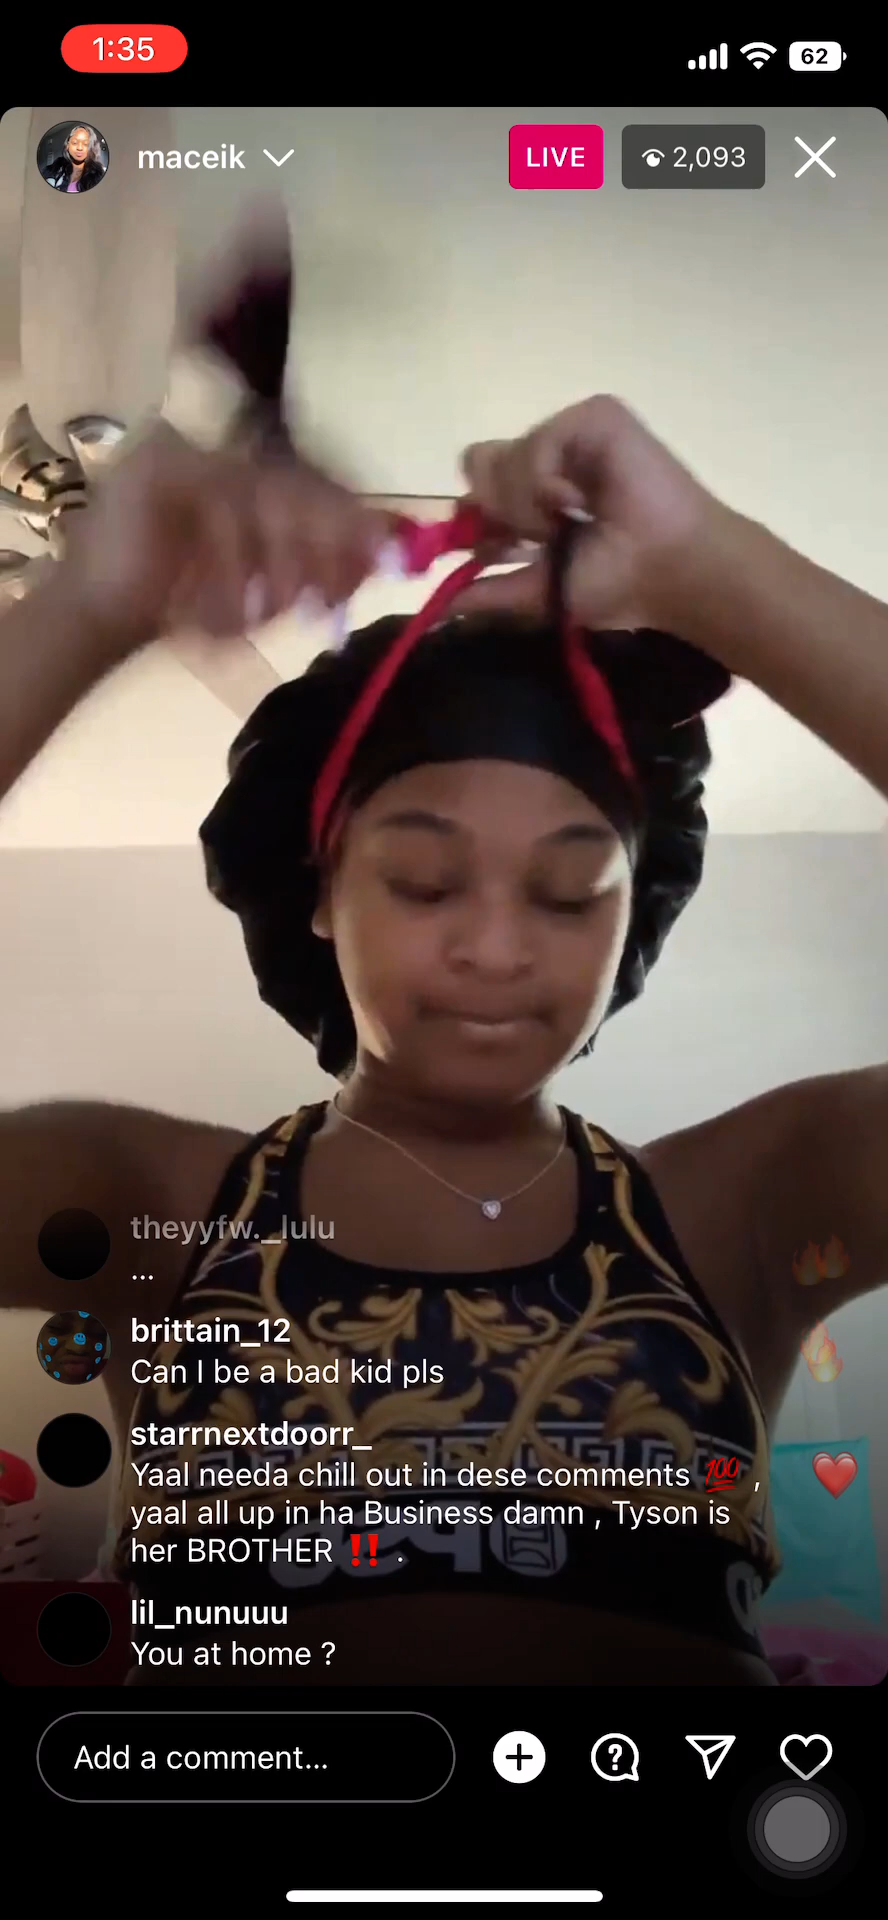 1:35
62
maceik
LIVE
2,093
theyyfw._lulu
...
brittain_12
Can I be a bad kid pls
starrnextdoorr_
Yaal needa chill out in dese comments 💯 ,
yaal all up in ha Business damn , Tyson is
her BROTHER ‼️ .
lil_nunuuu
You at home ?
Add a comment...